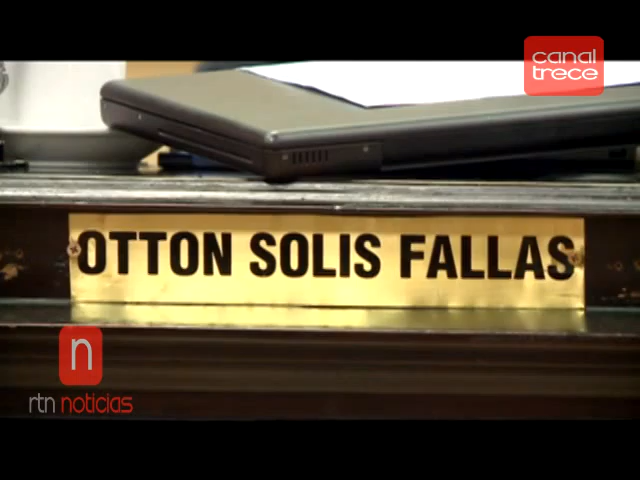 canal
trece
OTTON SOLIS FALLAS
n
rtn noticias